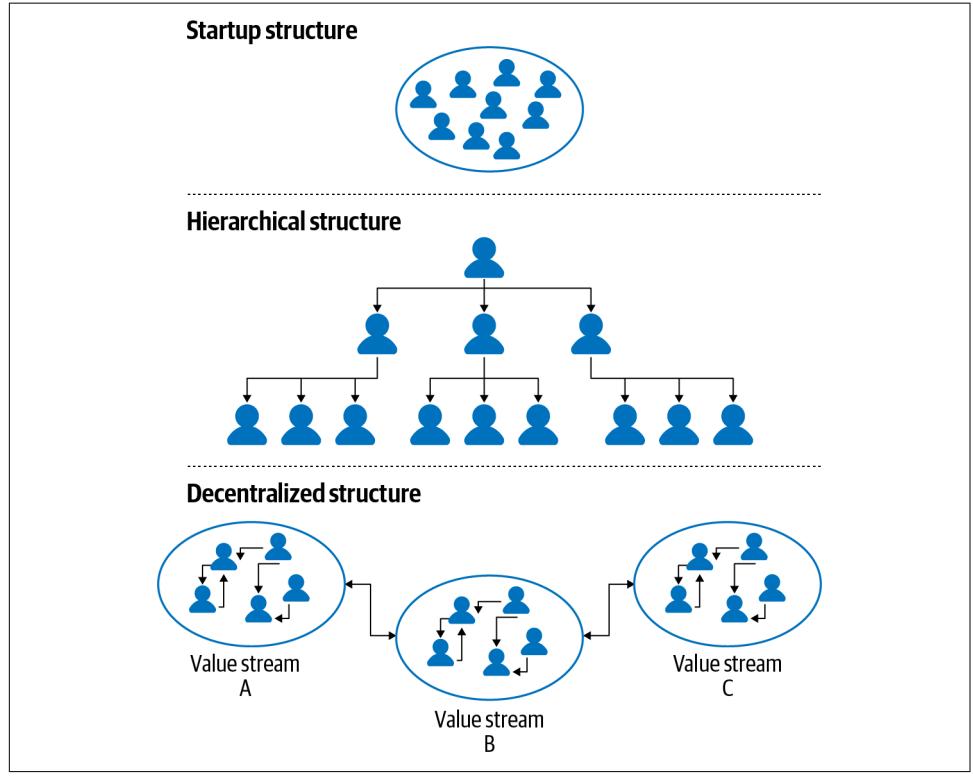 Startup structure
Hierarchical structure
Decentralized structure
Value stream
A
Value stream
B
Value stream
C